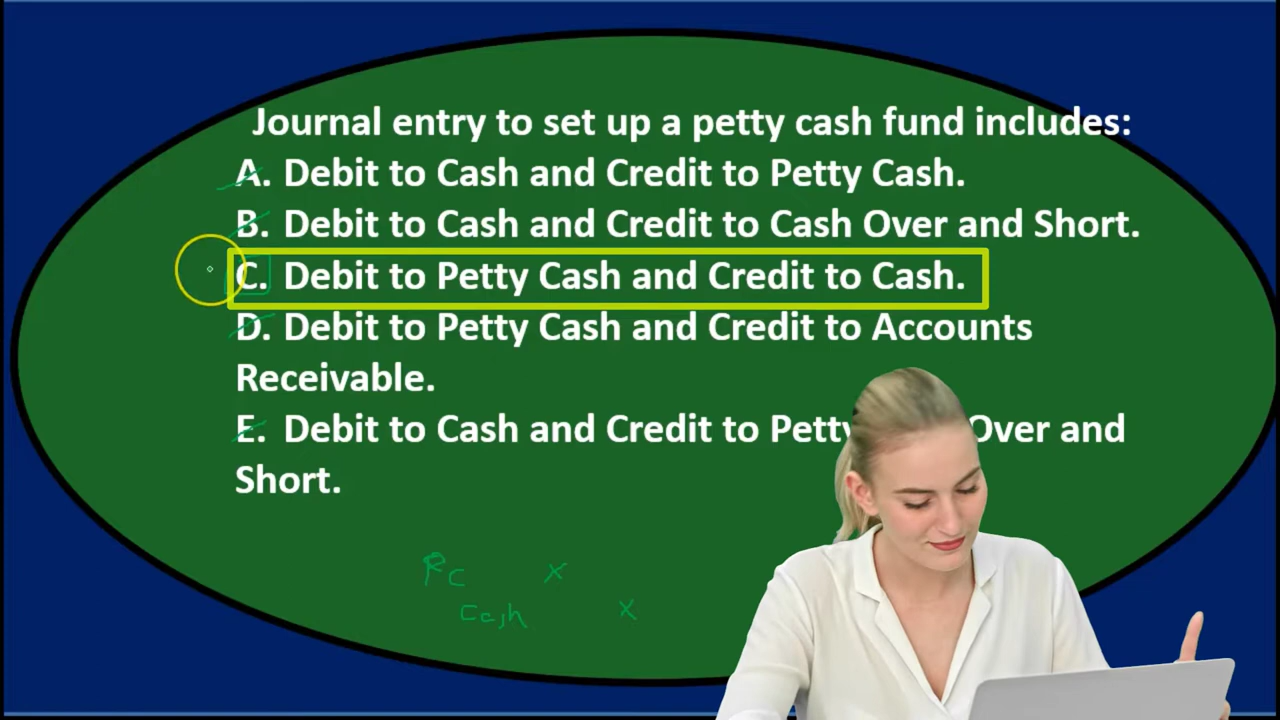 Journal entry to set up a petty cash fund includes:
A. Debit to Cash and Credit to Petty Cash.
B. Debit to Cash and Credit to Cash Over and Short.
C. Debit to Petty Cash and Credit to Cash.
D. Debit to Petty Cash and Credit to Accounts
Receivable.
E. Debit to Cash and Credit to Petty Over and
Short.
PC X
Cash X